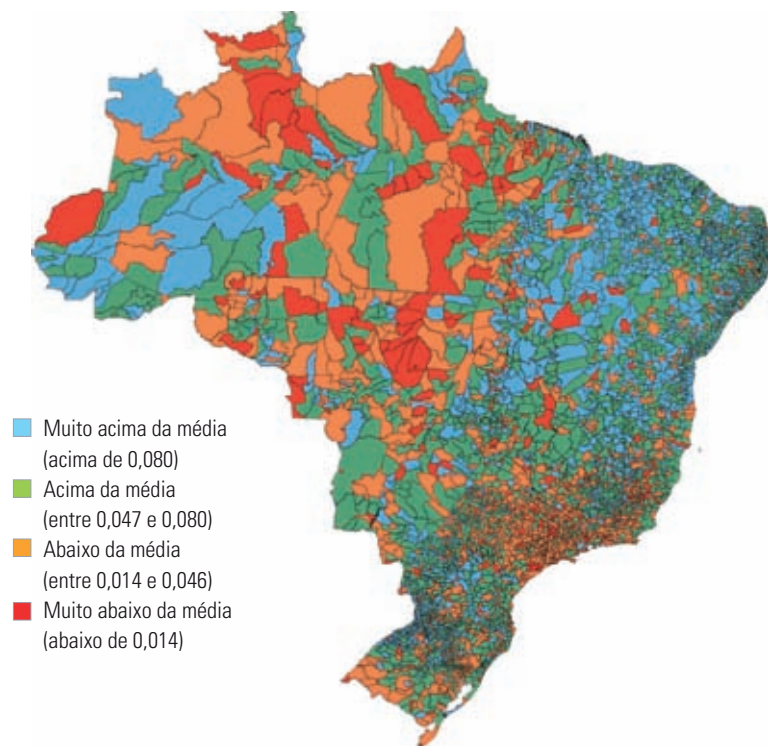 Muito acima da média
(acima de 0,080)
Acima da média
(entre 0,047 e 0,080)
Abaixo da média
(entre 0,014 e 0,046)
Muito abaixo da média
(abaixo de 0,014)